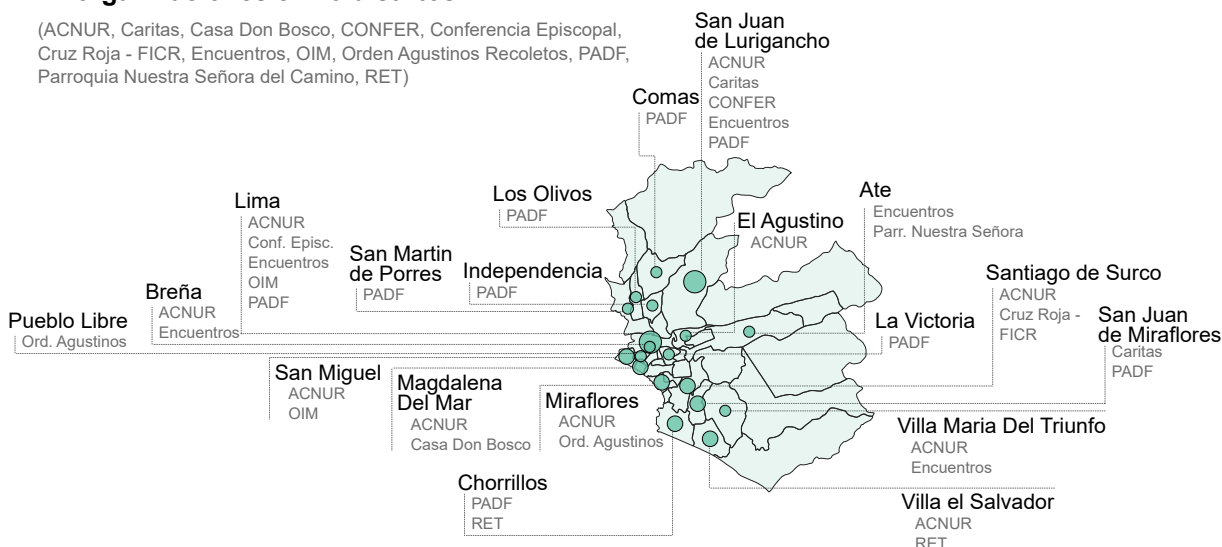 (ACNUR, Caritas, Casa Don Bosco, CONFER, Conferencia Episcopal,
Cruz Roja - FICR, Encuentros, OIM, Orden Agustinos Recoletos, PADF,
Parroquia Nuestra Señora del Camino, RET)
San Juan
de Lurigancho
ACNUR
Caritas
CONFER
Encuentros
PADF
Comas
PADF
Los Olivos
PADF
El Agustino
ACNUR
Ate
Encuentros
Parr. Nuestra Señora
Lima
ACNUR
Conf. Episc.
Encuentros
OIM
PADF
San Martin
de Porres
PADF
Independencia
PADF
Breña
ACNUR
Encuentros
Pueblo Libre
Ord. Agustinos
Santiago de Surco
ACNUR
Cruz Roja -
FICR
La Victoria
PADF
San Juan
de Miraflores
Caritas
PADF
San Miguel
ACNUR
OIM
Magdalena
Del Mar
ACNUR
Casa Don Bosco
Miraflores
ACNUR
Ord. Agustinos
Villa Maria Del Triunfo
ACNUR
Encuentros
Chorrillos
PADF
RET
Villa el Salvador
ACNUR
RET